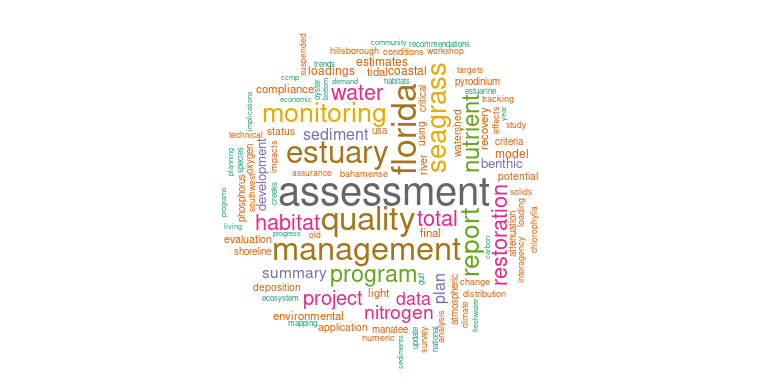 community
recommendations
hillsborough
conditions
workshop
suspended
trends
estimates
loadings
tidal
coastal
targets
ccmp
oyster
bottom
demand
habitats
pyrodinium
compliance
water
florida
critical
seagrass
estuarine
economic
tracking
implications
monitoring
nutrient
year
effects
technical
status
sediment
usa
using
watershed
recovery
study
criteria
estuary
model
planning
species
oxygen
impacts
development
river
benthic
southwest
phosphorus
assurance
bahamense
potential
programs
creeks
assessment
solids
restoration
living
habitat
quality
total
report
loading
attenuation
chlorophylla
progress
old
final
evaluation
shoreline
management
carbon
interagency
summary
program
gulf
plan
deposition
change
atmospheric
ecosystem
project
light
data
distribution
climate
freshwater
environmental
nitrogen
mapping
application
manatee
numeric
update
analysis
survey
national
sediments